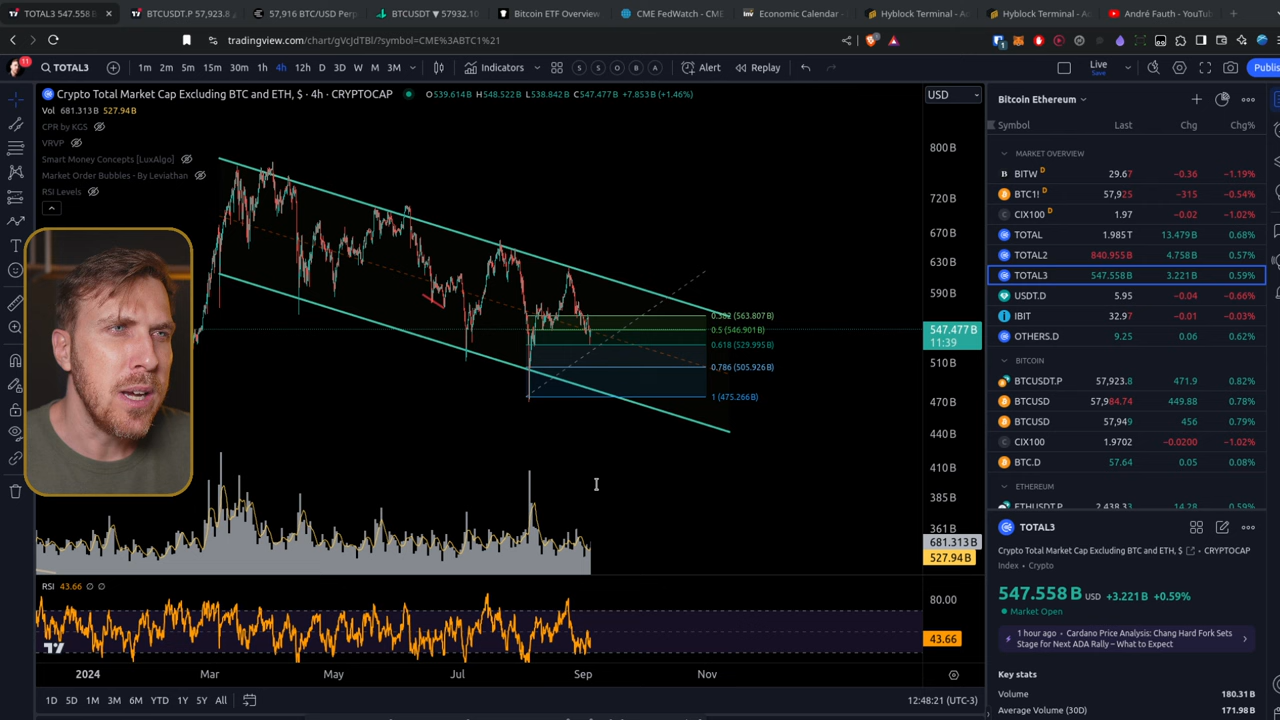 TOTAL3 547.558 B
BTCUSDT.P 57,923.8
57,916 BTC/USD Perp
BTCUSDT ▼ 57932.10
Bitcoin ETF Overview
CME FedWatch - CME
Economic Calendar -
Hyblock Terminal - A
Hyblock Terminal - A
André Fauth - YouTu
tradingview.com/chart/gVcJdTBl/?symbol=CME%3ABTC1%21
11
TOTAL3
1m 2m 5m 15m 30m 1h 4h 12h D 3D W M 3M
Indicators
S S O B A
Alert
Replay
Live
Save
Publis
Crypto Total Market Cap Excluding BTC and ETH, $ · 4h · CRYPTOCAP
O539.614 B H548.522 B L538.842 B C547.477 B +7.853 B (+1.46%)
Vol 681.313 B 527.94 B
CPR by KGS
VRVP
Smart Money Concepts [LuxAlgo]
Market Order Bubbles - By Leviathan
RSI Levels
USD
800 B
720 B
670 B
630 B
590 B
547.477 B
11:39
510 B
470 B
440 B
410 B
385 B
361 B
681.313 B
527.94 B
0.382 (563.807 B)
0.5 (546.901 B)
0.618 (529.995 B)
0.786 (505.926 B)
1 (475.266 B)
RSI 43.66
80.00
43.66
2024 Mar May Jul Sep Nov
1D 5D 1M 3M 6M YTD 1Y 5Y All
12:48:21 (UTC-3)
Bitcoin Ethereum
Symbol Last Chg Chg%
MARKET OVERVIEW
BITW D 29.67 −0.36 −1.19%
BTC1! D 57,925 −315 −0.54%
CIX100 D 1.97 −0.02 −1.02%
TOTAL 1.985T 13.479 B 0.68%
TOTAL2 840.955 B 4.758 B 0.57%
TOTAL3 547.558 B 3.221 B 0.59%
USDT.D 5.95 −0.04 −0.66%
IBIT 32.97 −0.01 −0.03%
OTHERS.D 9.25 0.06 0.62%
BITCOIN
BTCUSDT.P 57,923.8 471.9 0.82%
BTCUSD 57,984.74 449.88 0.78%
BTCUSD 57,949 456 0.79%
CIX100 1.9702 −0.0200 −1.02%
BTC.D 57.64 0.05 0.08%
ETHEREUM
ETHUSDT.P 2,438.33 14.28 0.59%
TOTAL3
Crypto Total Market Cap Excluding BTC and ETH, $ • CRYPTOCAP
Index • Crypto
547.558 B USD +3.221 B +0.59%
Market Open
1 hour ago • Cardano Price Analysis: Chang Hard Fork Sets
Stage for Next ADA Rally – What to Expect
Key stats
Volume 180.31 B
Average Volume (30D) 171.98 B